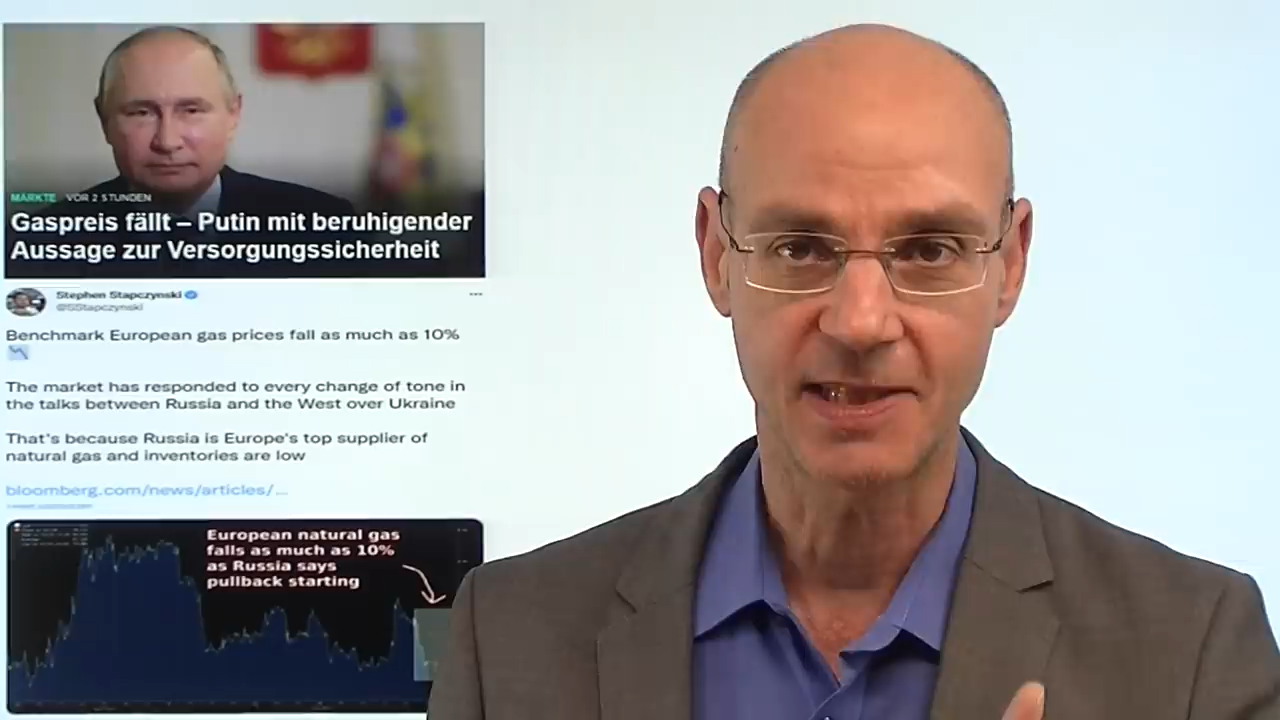 MÄRKTE VOR 2 STUNDEN
Gaspreis fällt – Putin mit beruhigender
Aussage zur Versorgungssicherheit
Stephen Stapczynski
@SStapczynski
Benchmark European gas prices fall as much as 10%
The market has responded to every change of tone in
the talks between Russia and the West over Ukraine
That's because Russia is Europe's top supplier of
natural gas and inventories are low
bloomberg.com/news/articles/...
European natural gas
falls as much as 10%
as Russia says
pullback starting